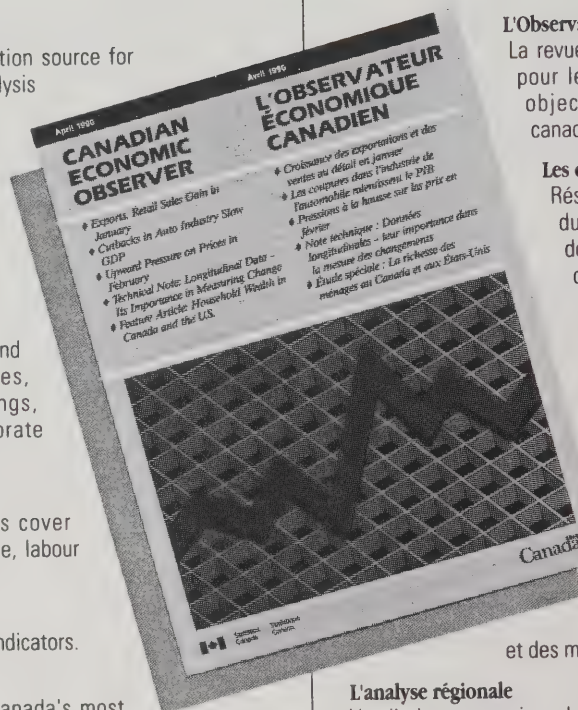 tion source for
lysis
nd
es,
ngs,
orate
s cover
e, labour
ndicators.
anada's most
April 1990
CANADIAN
ECONOMIC
OBSERVER
♦ Exports, Retail Sales Gain in
January
♦ Cutbacks in Auto Industry Slow
GDP
♦ Upward Pressure on Prices in
February
♦ Technical Note: Longitudinal Data –
Its Importance in Measuring Change
♦ Feature Article: Household Wealth in
Canada and the U.S.
Avril 1990
L'OBSERVATEUR
ÉCONOMIQUE
CANADIEN
♦ Croissance des exportations et des
ventes au détail en janvier
♦ Les coupures dans l'industrie de
l'automobile ralentissent le PIB
♦ Pressions à la hausse sur les prix en
février
♦ Note technique : Données
longitudinales – leur importance dans
la mesure des changements
♦ Étude spéciale : La richesse des
ménages au Canada et aux États-Unis
Statistics Canada
Statistique Canada
Canada
L'Observa
La revue
pour le
objec
canad
Les
Rés
du
de
et des m
L'analyse régionale